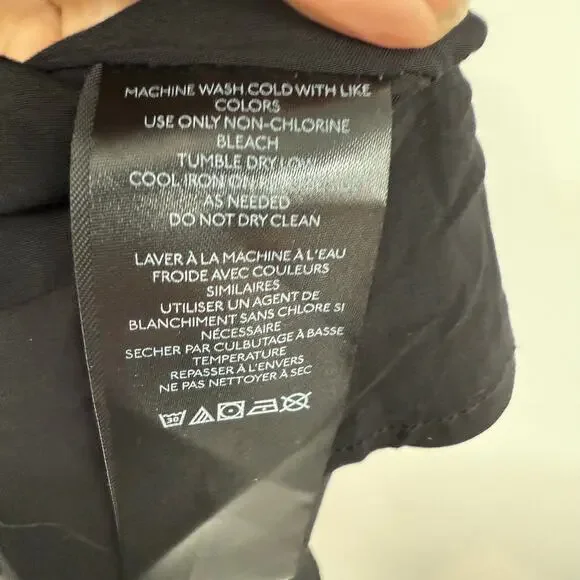 MACHINE WASH COLD WITH LIKE
COLORS
USE ONLY NON-CHLORINE
BLEACH
TUMBLE DRY LOW
COOL IRON ON
AS NEEDED
DO NOT DRY CLEAN
LAVER À LA MACHINE À L'EAU
FROIDE AVEC COULEURS
SIMILAIRES
UTILISER UN AGENT DE
BLANCHIMENT SANS CHLORE SI
NÉCESSAIRE
SECHER PAR CULBUTAGE À BASSE
TEMPERATURE
REPASSER À L'ENVERS
NE PAS NETTOYER À SEC
30